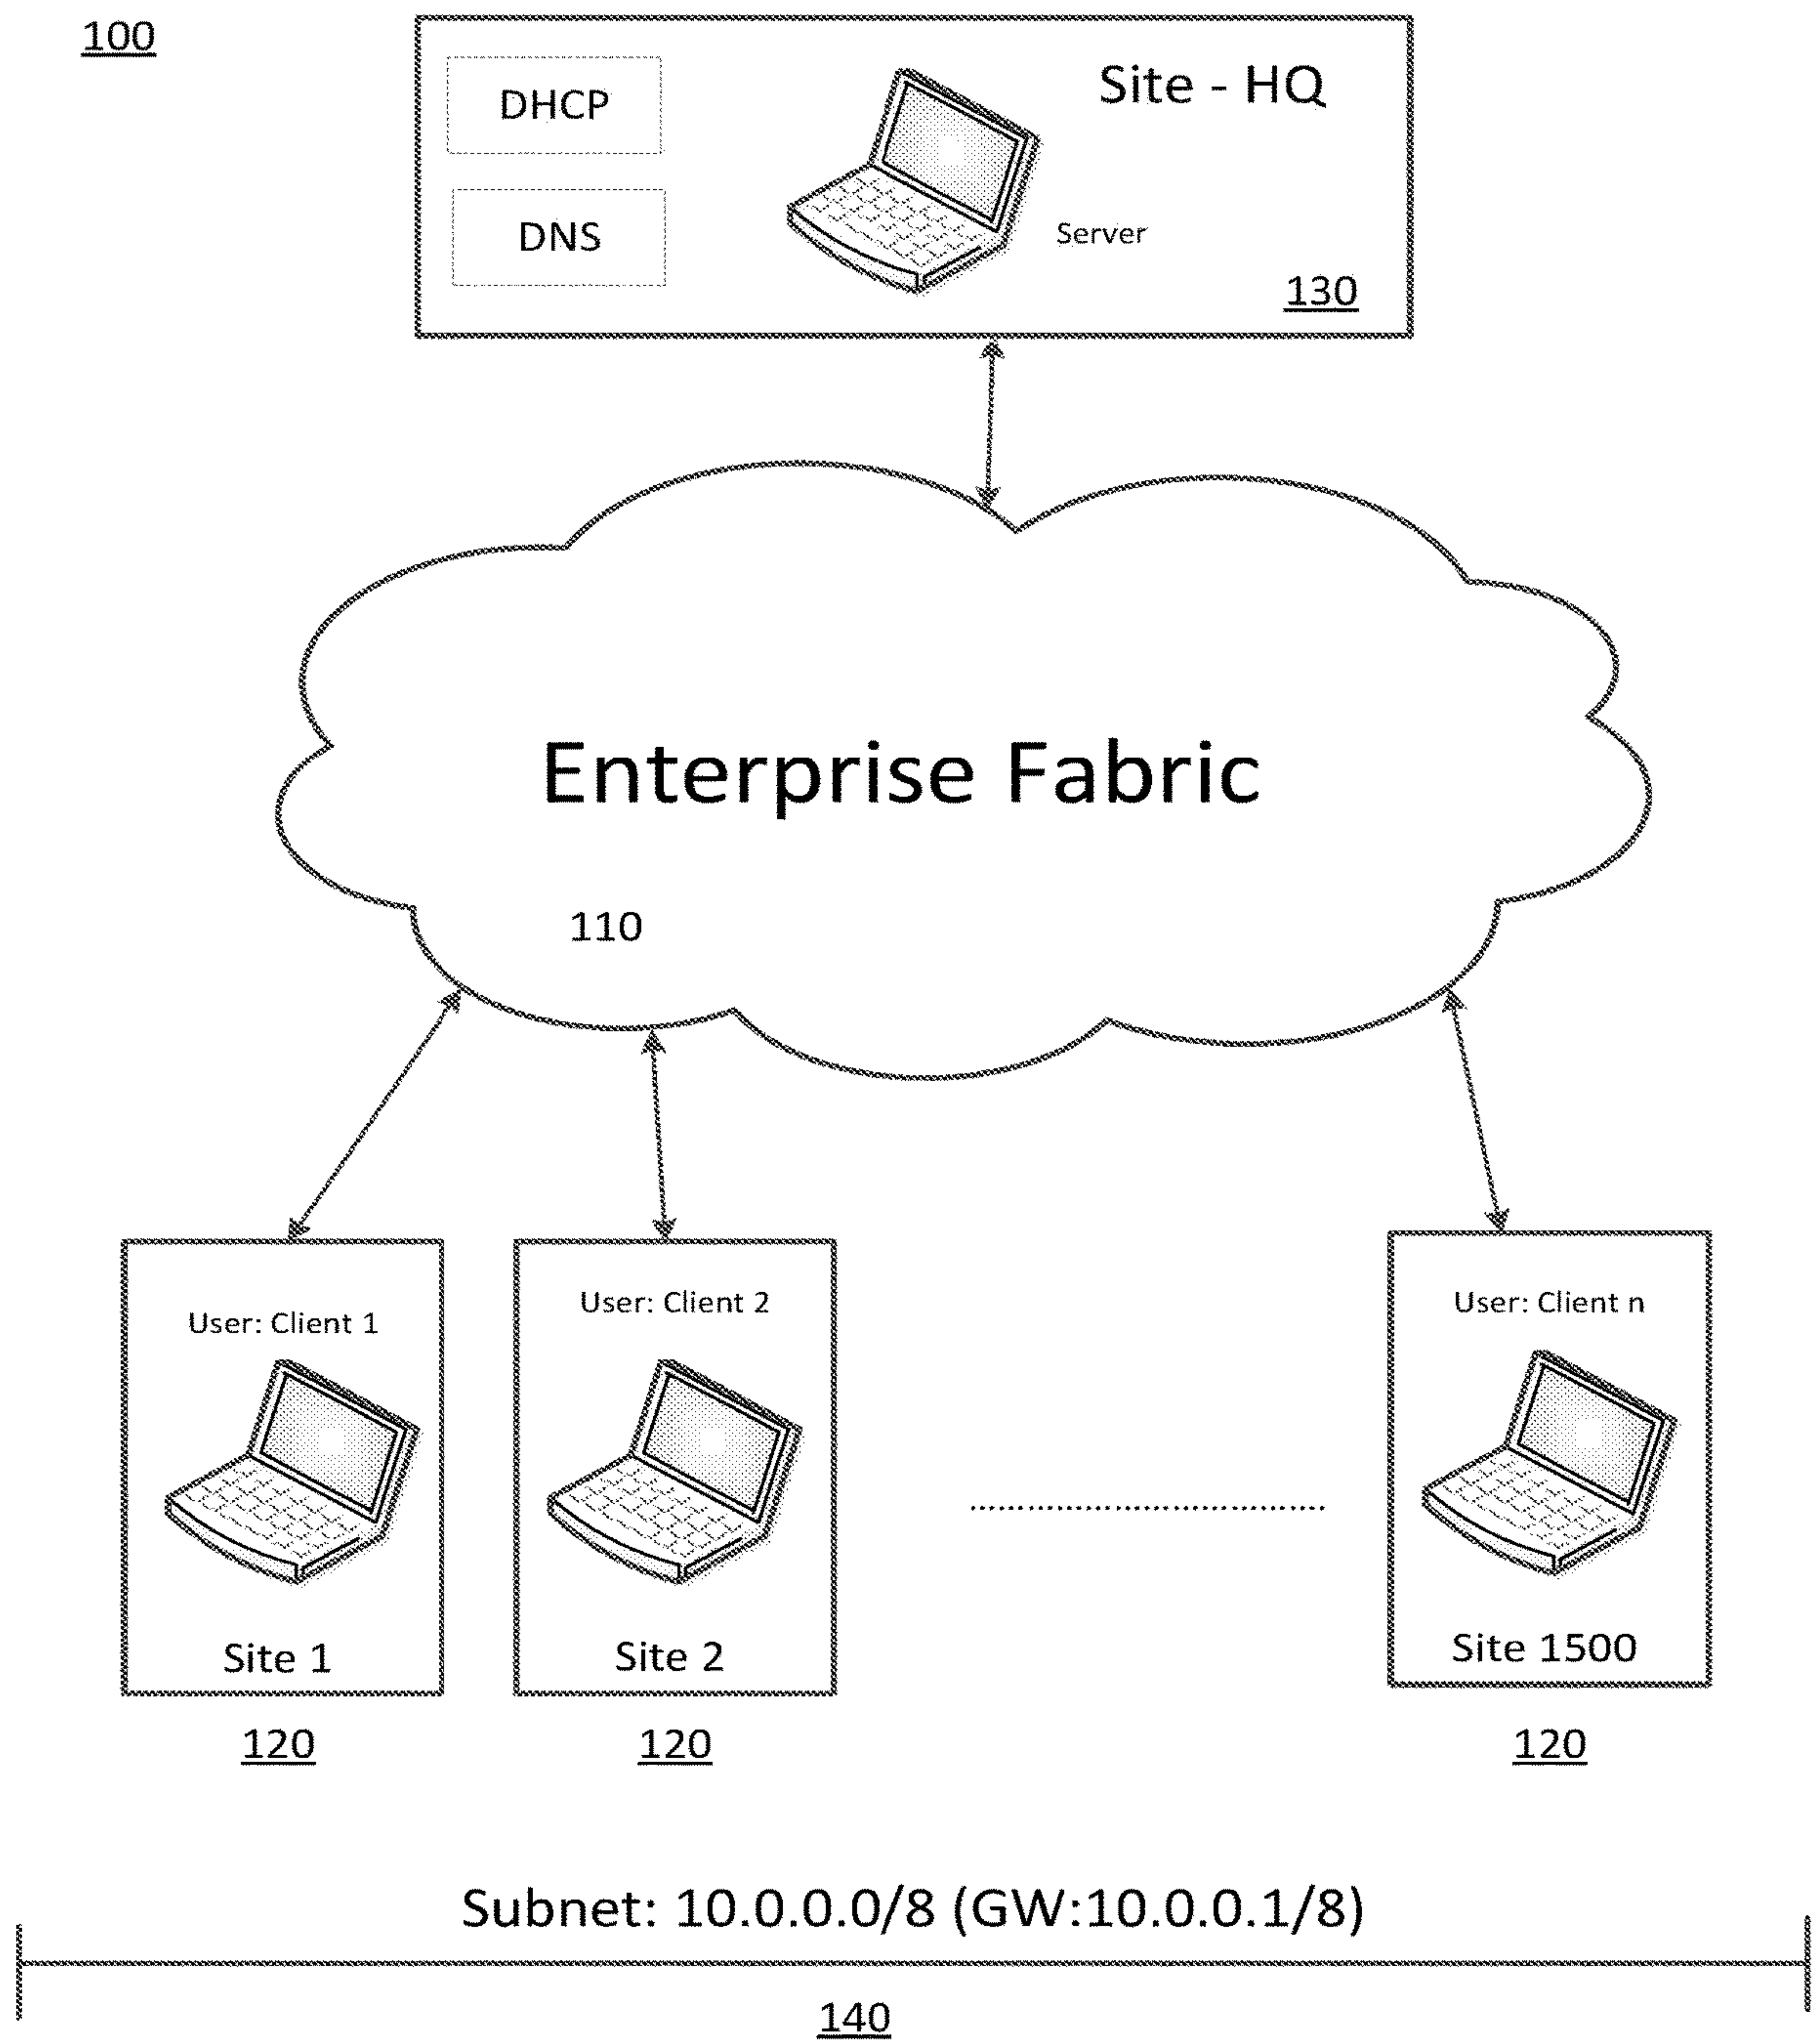 100
DHCP
Site - HQ
DNS
Server
130
Enterprise Fabric
110
User: Client 1
User: Client 2
User: Client n
Site 1
Site 2
Site 1500
120
120
120
Subnet: 10.0.0.0/8 (GW:10.0.0.1/8)
140